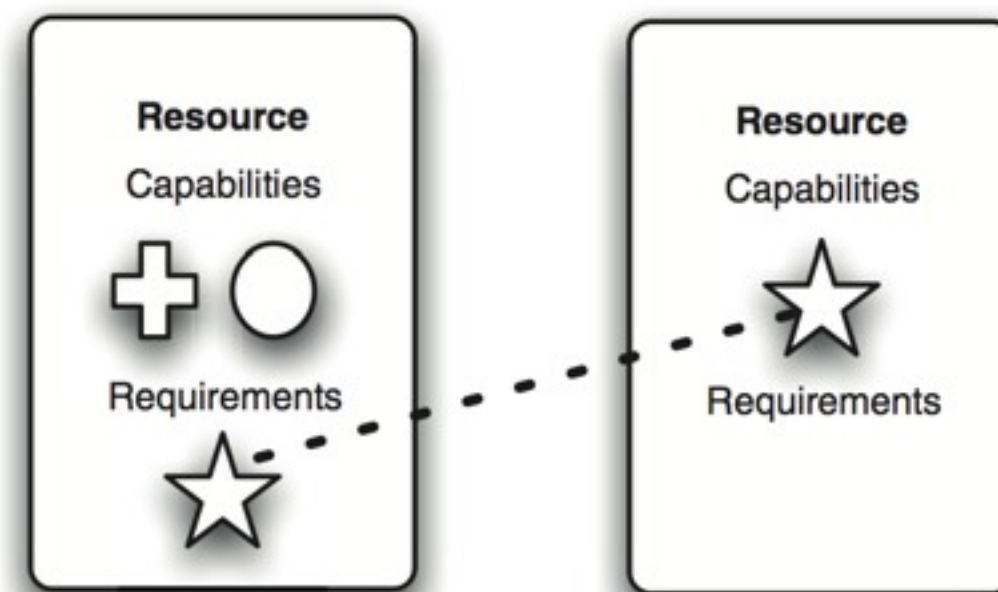 Resource
Capabilities
Requirements
Resource
Capabilities
Requirements